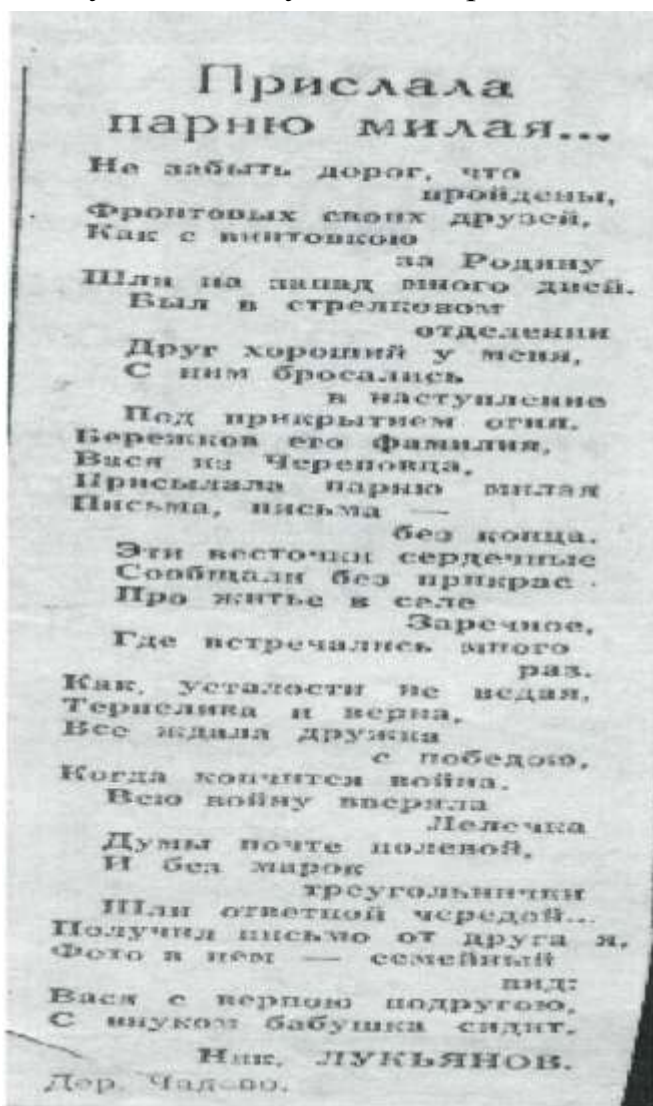 Прислала
парню милая...
Не забыть дорог, что
пройдены,
Фронтовых своих друзей,
Как с винтовкою
за Родину
Шли на запад много дней.
Был в стрелковом
отделении
Друг хороший у меня,
С ним бросались
в наступление
Под прикрытием огня.
Бережков его фамилия,
Вася из Череповца,
Присылала парню милая
Письма, письма —
без конца.
Эти весточки сердечные
Сообщали без прикрас
Про житье в селе
Заречное,
Где встречались много
раз.
Как, усталости не ведая,
Терпелива и верна,
Все ждала дружка
с победою,
Когда кончится война.
Всю войну вверяла
Лелечка
Думы почте полевой,
И без марок
треугольнички
Шли ответной чередой...
Получил письмо от друга я,
Фото в нем — семейный
вид:
Вася с верною подругою,
С внуком бабушка сидит.
Ник. ЛУКЬЯНОВ.
Дер.